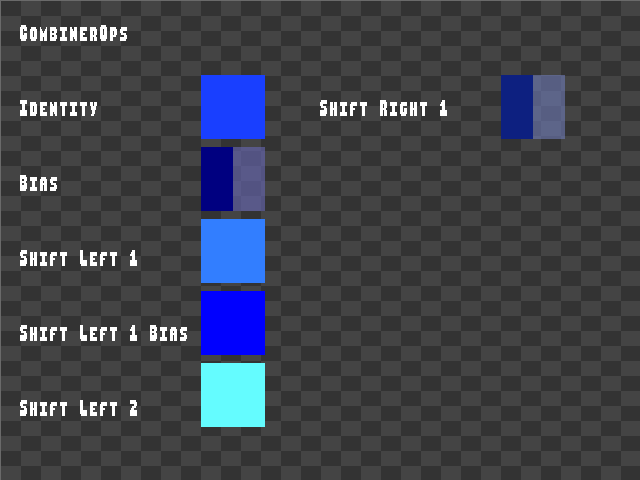 CombinerOps
Identity
Shift Right 1
Bias
Shift Left 1
Shift Left 1 Bias
Shift Left 2